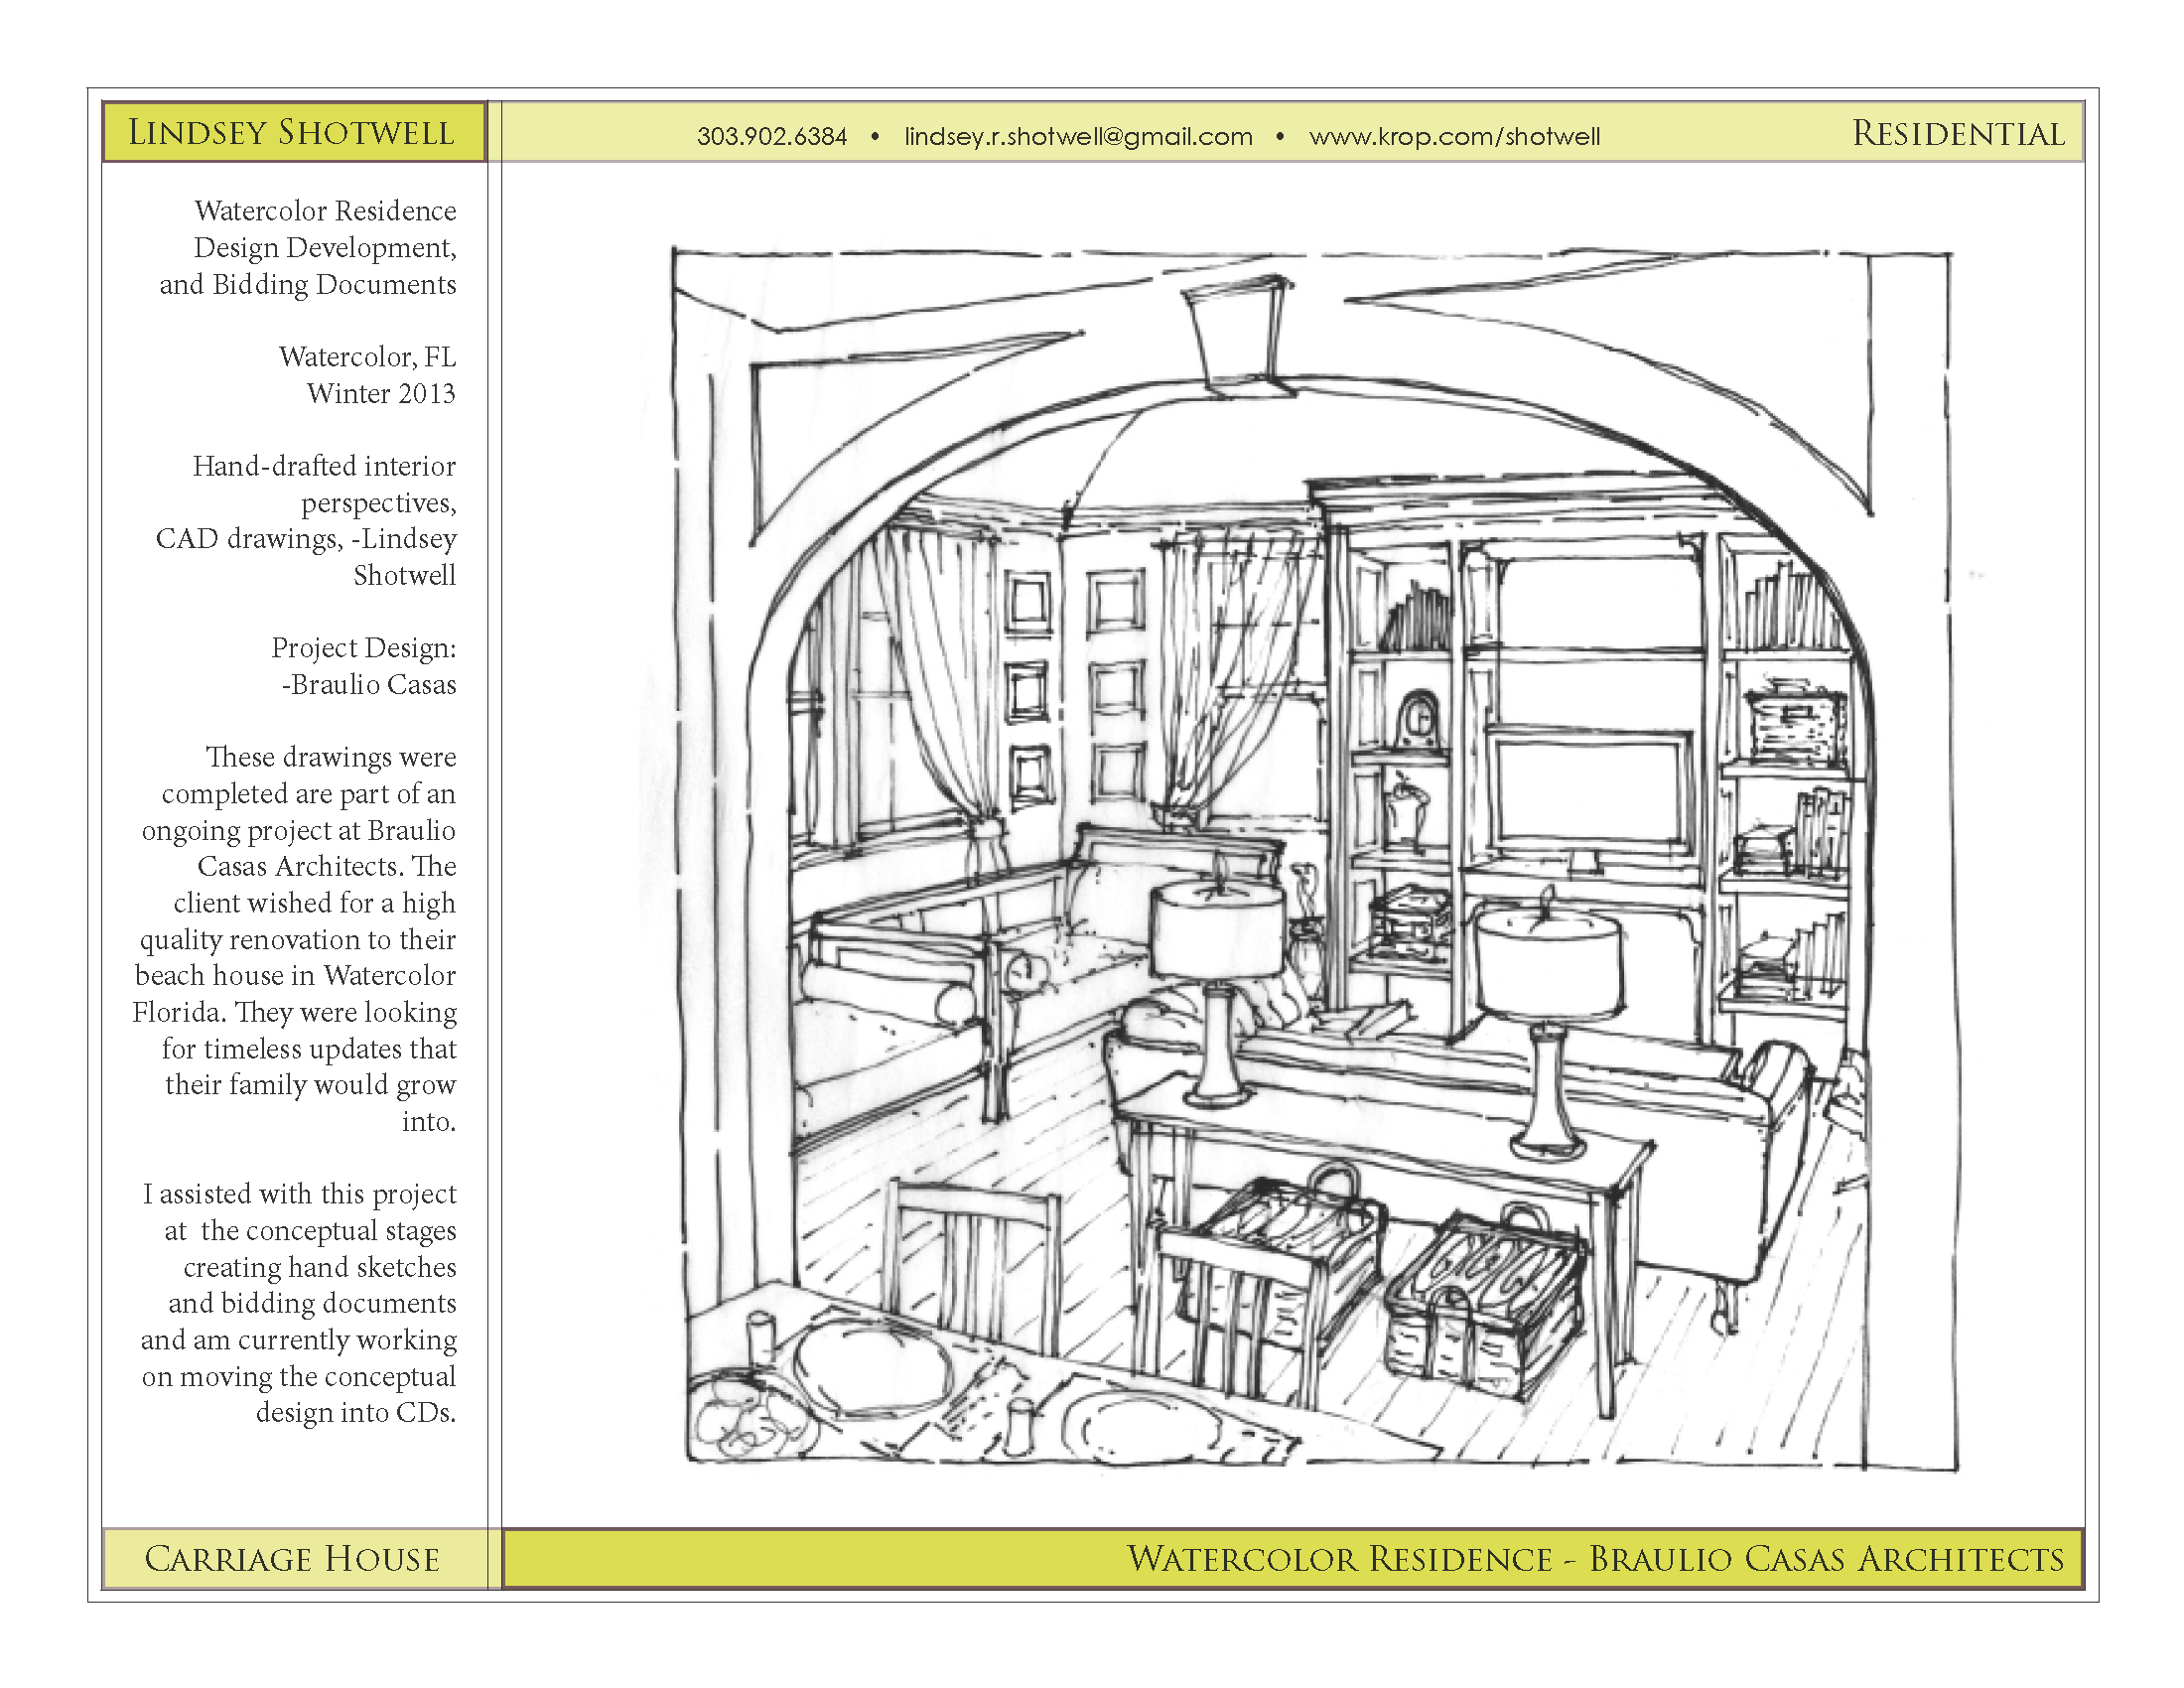 LINDSEY SHOTWELL
303.902.6384 • lindsey.r.shotwell@gmail.com • www.krop.com/shotwell
RESIDENTIAL
Watercolor Residence
Design Development,
and Bidding Documents
Watercolor, FL
Winter 2013
Hand-drafted interior
perspectives,
CAD drawings, -Lindsey
Shotwell
Project Design:
-Braulio Casas
These drawings were
completed are part of an
ongoing project at Braulio
Casas Architects. The
client wished for a high
quality renovation to their
beach house in Watercolor
Florida. They were looking
for timeless updates that
their family would grow
into.
I assisted with this project
at the conceptual stages
creating hand sketches
and bidding documents
and am currently working
on moving the conceptual
design into CDs.
CARRIAGE HOUSE
WATERCOLOR RESIDENCE - BRAULIO CASAS ARCHITECTS